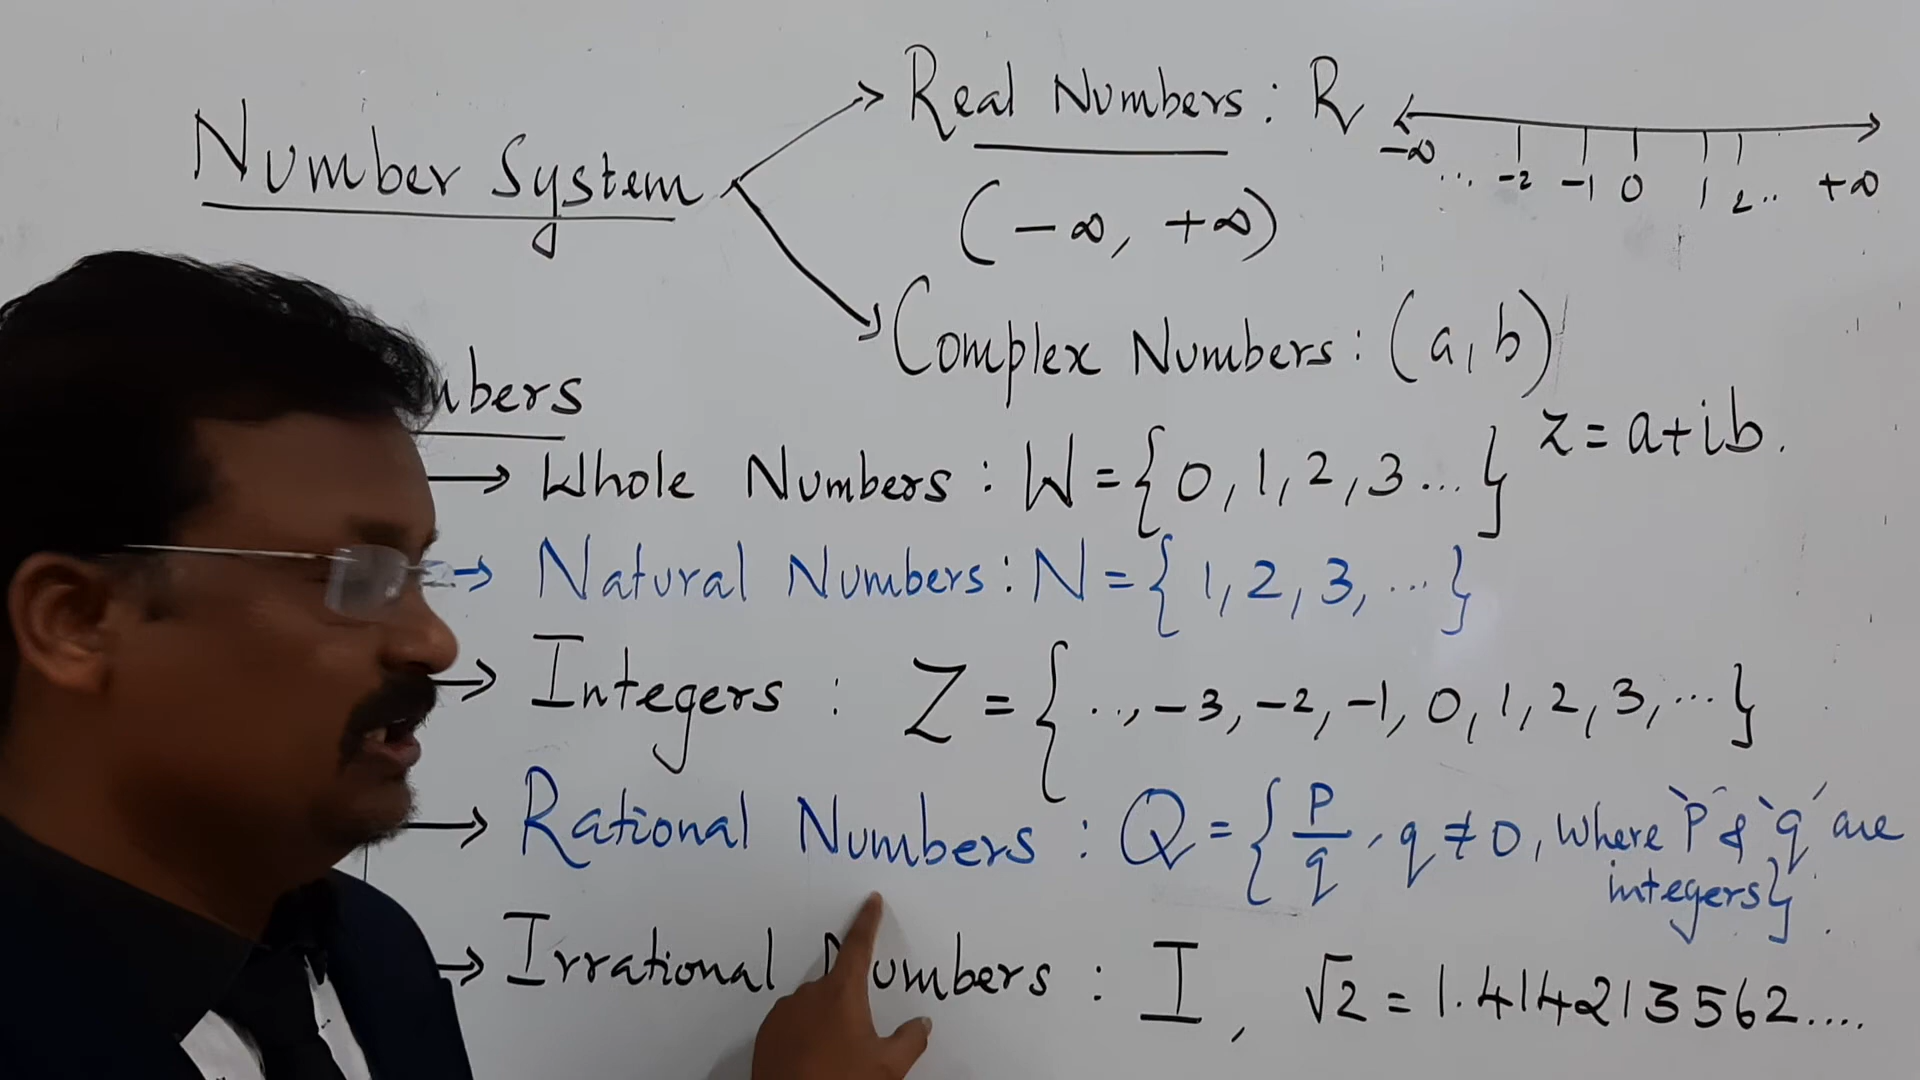 Number System
Real Numbers : R
-∞ ... -2 -1 0 1 2.. +∞
(-∞, +∞)
Complex Numbers : (a, b)
z = a+ib.
Whole Numbers : W = {0, 1, 2, 3 ... }
Natural Numbers : N = { 1, 2, 3, ... }
Integers : Z = { .., -3, -2, -1, 0, 1, 2, 3, ... }
Rational Numbers : Q = { p/q , q ≠ 0, where `p' & `q' are
integers}.
Irrational Numbers : I , √2 = 1.414213562....